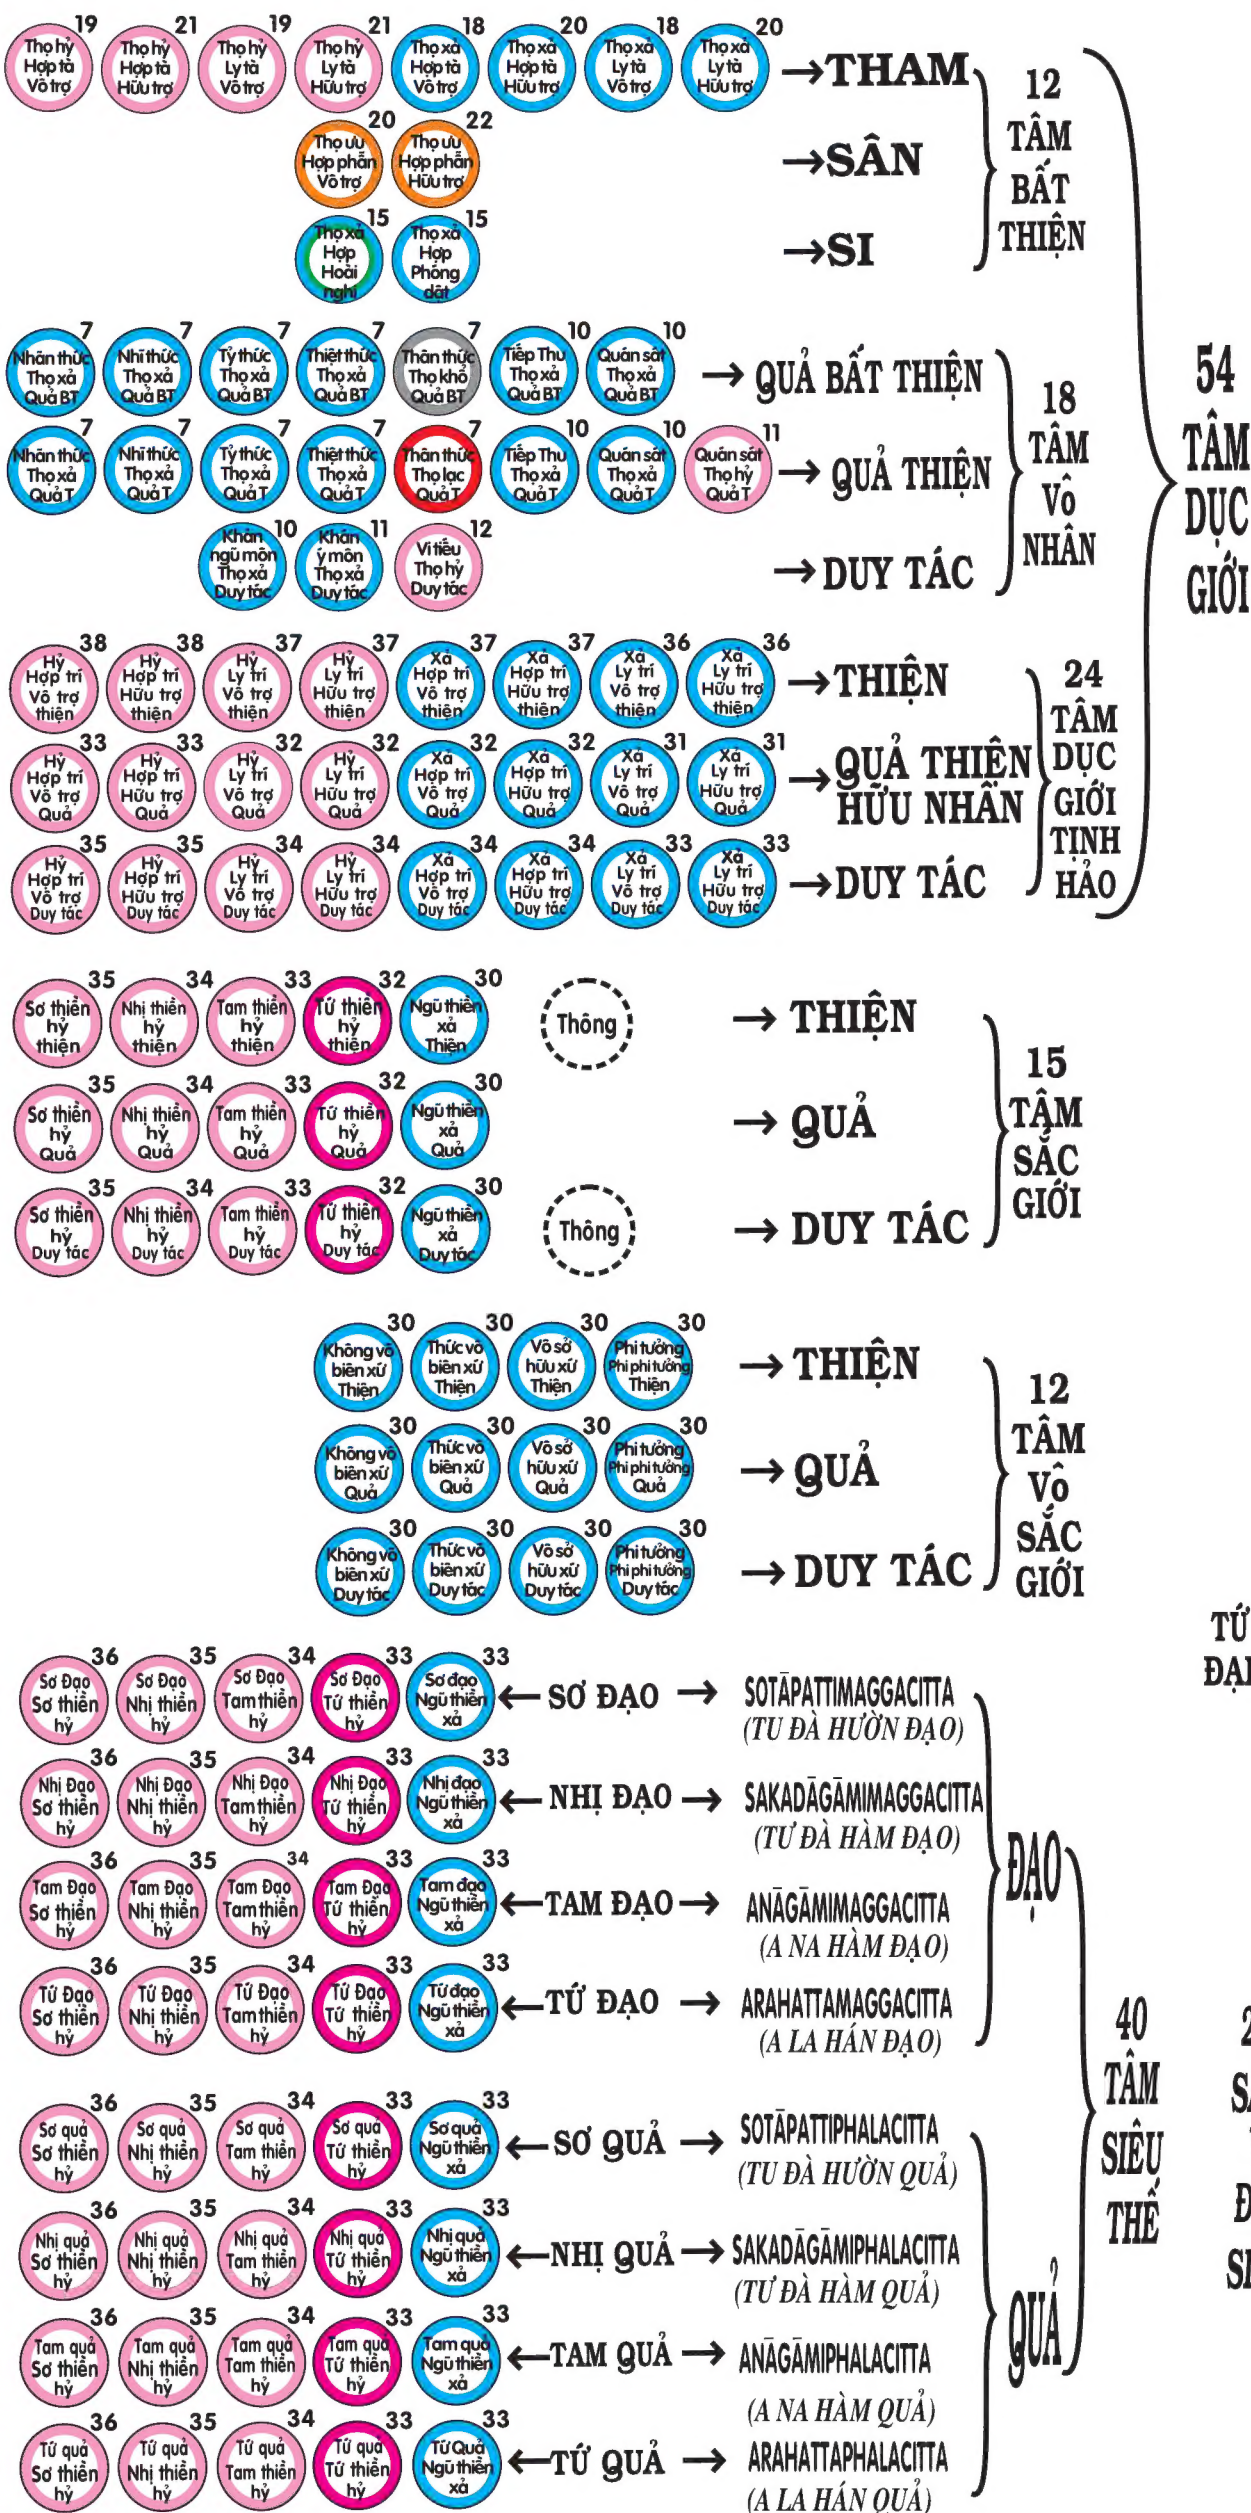 19 21 19 21 18 20 18 20
Thọ hỷ Thọ hỷ Thọ hỷ Thọ hỷ Thọ xả Thọ xả Thọ xả Thọ xả
Hợp tà Hợp tà Ly tà Ly tà Hợp tà Hợp tà Ly tà Ly tà
Vô trợ Hữu trợ Vô trợ Hữu trợ Vô trợ Hữu trợ Vô trợ Hữu trợ
→THAM
20 22
Thọ ưu Thọ ưu
Hợp phẫn Hợp phẫn
Vô trợ Hữu trợ
→SÂN
15 15
Thọ xả Thọ xả
Hợp Hợp
Hoài Phóng
nghi dật
→SI
12
TÂM
BẤT
THIỆN
7 7 7 7 7 10 10
Nhãn thức Nhĩ thức Tỷ thức Thiệt thức Thân thức Tiếp Thu Quán sát
Thọ xả Thọ xả Thọ xả Thọ xả Thọ khổ Thọ xả Thọ xả
Quả BT Quả BT Quả BT Quả BT Quả BT Quả BT Quả BT
→ QUẢ BẤT THIỆN
7 7 7 7 7 10 10 11
Nhãn thức Nhĩ thức Tỷ thức Thiệt thức Thân thức Tiếp Thu Quán sát Quán sát
Thọ xả Thọ xả Thọ xả Thọ xả Thọ lạc Thọ xả Thọ xả Thọ hỷ
Quả T Quả T Quả T Quả T Quả T Quả T Quả T Quả T
→ QUẢ THIỆN
10 11 12
Khán Khán Vi tiếu
ngũ môn ý môn Thọ hỷ
Thọ xả Thọ xả Duy tác
Duy tác Duy tác
→ DUY TÁC
18
TÂM
Vô
NHÂN
38 38 37 37 37 37 36 36
Hỷ Hỷ Hỷ Hỷ Xả Xả Xả Xả
Hợp trí Hợp trí Ly trí Ly trí Hợp trí Hợp trí Ly trí Ly trí
Vô trợ Hữu trợ Vô trợ Hữu trợ Vô trợ Hữu trợ Vô trợ Hữu trợ
thiện thiện thiện thiện thiện thiện thiện thiện
→THIỆN
33 33 32 32 32 32 31 31
Hỷ Hỷ Hỷ Hỷ Xả Xả Xả Xả
Hợp trí Hợp trí Ly trí Ly trí Hợp trí Hợp trí Ly trí Ly trí
Vô trợ Hữu trợ Vô trợ Hữu trợ Vô trợ Hữu trợ Vô trợ Hữu trợ
Quả Quả Quả Quả Quả Quả Quả Quả
→QUẢ THIỆN
HỮU NHÂN
35 35 34 34 34 34 33 33
Hỷ Hỷ Hỷ Hỷ Xả Xả Xả Xả
Hợp trí Hợp trí Ly trí Ly trí Hợp trí Hợp trí Ly trí Ly trí
Vô trợ Hữu trợ Vô trợ Hữu trợ Vô trợ Hữu trợ Vô trợ Hữu trợ
Duy tác Duy tác Duy tác Duy tác Duy tác Duy tác Duy tác Duy tác
→DUY TÁC
24
TÂM
DỤC
GIỚI
TỊNH
HẢO
54
TÂM
DỤC
GIỚI
35 34 33 32 30
Sơ thiền Nhị thiền Tam thiền Tứ thiền Ngũ thiền
hỷ hỷ hỷ hỷ xả
thiện thiện thiện thiện Thiện
Thông
→ THIỆN
35 34 33 32 30
Sơ thiền Nhị thiền Tam thiền Tứ thiền Ngũ thiền
hỷ hỷ hỷ hỷ xả
Quả Quả Quả Quả Quả
→ QUẢ
35 34 33 32 30
Sơ thiền Nhị thiền Tam thiền Tứ thiền Ngũ thiền
hỷ hỷ hỷ hỷ xả
Duy tác Duy tác Duy tác Duy tác Duy tác
Thông
→ DUY TÁC
15
TÂM
SẮC
GIỚI
30 30 30 30
Không vô Thức vô Vô sở Phi tưởng
biên xứ biên xứ hữu xứ Phi phi tưởng
Thiện Thiện Thiện Thiện
→ THIỆN
30 30 30 30
Không vô Thức vô Vô sở Phi tưởng
biên xứ biên xứ hữu xứ Phi phi tưởng
Quả Quả Quả Quả
→ QUẢ
30 30 30 30
Không vô Thức vô Vô sở Phi tưởng
biên xứ biên xứ hữu xứ Phi phi tưởng
Duy tác Duy tác Duy tác Duy tác
→ DUY TÁC
12
TÂM
Vô
SẮC
GIỚI
TỨ
36 35 34 33 33
Sơ Đạo Sơ Đạo Sơ Đạo Sơ Đạo Sơ đạo
Sơ thiền Nhị thiền Tam thiền Tứ thiền Ngũ thiền
hỷ hỷ hỷ hỷ xả
← SƠ ĐẠO → SOTĀPATTIMAGGACITTA
(TU ĐÀ HƯỜN ĐẠO)
36 35 34 33 33
Nhị Đạo Nhị Đạo Nhị Đạo Nhị Đạo Nhị đạo
Sơ thiền Nhị thiền Tam thiền Tứ thiền Ngũ thiền
hỷ hỷ hỷ hỷ xả
← NHỊ ĐẠO → SAKADĀGĀMIMAGGACITTA
(TƯ ĐÀ HÀM ĐẠO)
36 35 34 33 33
Tam Đạo Tam Đạo Tam Đạo Tam Đạo Tam đạo
Sơ thiền Nhị thiền Tam thiền Tứ thiền Ngũ thiền
hỷ hỷ hỷ hỷ xả
← TAM ĐẠO → ANĀGĀMIMAGGACITTA
(A NA HÀM ĐẠO)
36 35 34 33 33
Tứ Đạo Tứ Đạo Tứ Đạo Tứ Đạo Tứ đạo
Sơ thiền Nhị thiền Tam thiền Tứ thiền Ngũ thiền
hỷ hỷ hỷ hỷ xả
←TỨ ĐẠO → ARAHATTAMAGGACITTA
(A LA HÁN ĐẠO)
ĐẠO
36 35 34 33 33
Sơ quả Sơ quả Sơ quả Sơ quả Sơ quả
Sơ thiền Nhị thiền Tam thiền Tứ thiền Ngũ thiền
hỷ hỷ hỷ hỷ xả
← SƠ QUẢ → SOTĀPATTIPHALACITTA
(TU ĐÀ HƯỜN QUẢ)
36 35 34 33 33
Nhị quả Nhị quả Nhị quả Nhị quả Nhị quả
Sơ thiền Nhị thiền Tam thiền Tứ thiền Ngũ thiền
hỷ hỷ hỷ hỷ xả
←NHỊ QUẢ → SAKADĀGĀMIPHALACITTA
(TƯ ĐÀ HÀM QUẢ)
36 35 34 33 33
Tam quả Tam quả Tam quả Tam quả Tam quả
Sơ thiền Nhị thiền Tam thiền Tứ thiền Ngũ thiền
hỷ hỷ hỷ hỷ xả
←TAM QUẢ → ANĀGĀMIPHALACITTA
(A NA HÀM QUẢ)
36 35 34 33 33
Tứ quả Tứ quả Tứ quả Tứ quả Tứ Quả
Sơ thiền Nhị thiền Tam thiền Tứ thiền Ngũ thiền
hỷ hỷ hỷ hỷ xả
←TỨ QUẢ → ARAHATTAPHALACITTA
(A LA HÁN QUẢ)
QUẢ
40
TÂM
SIÊU
THẾ